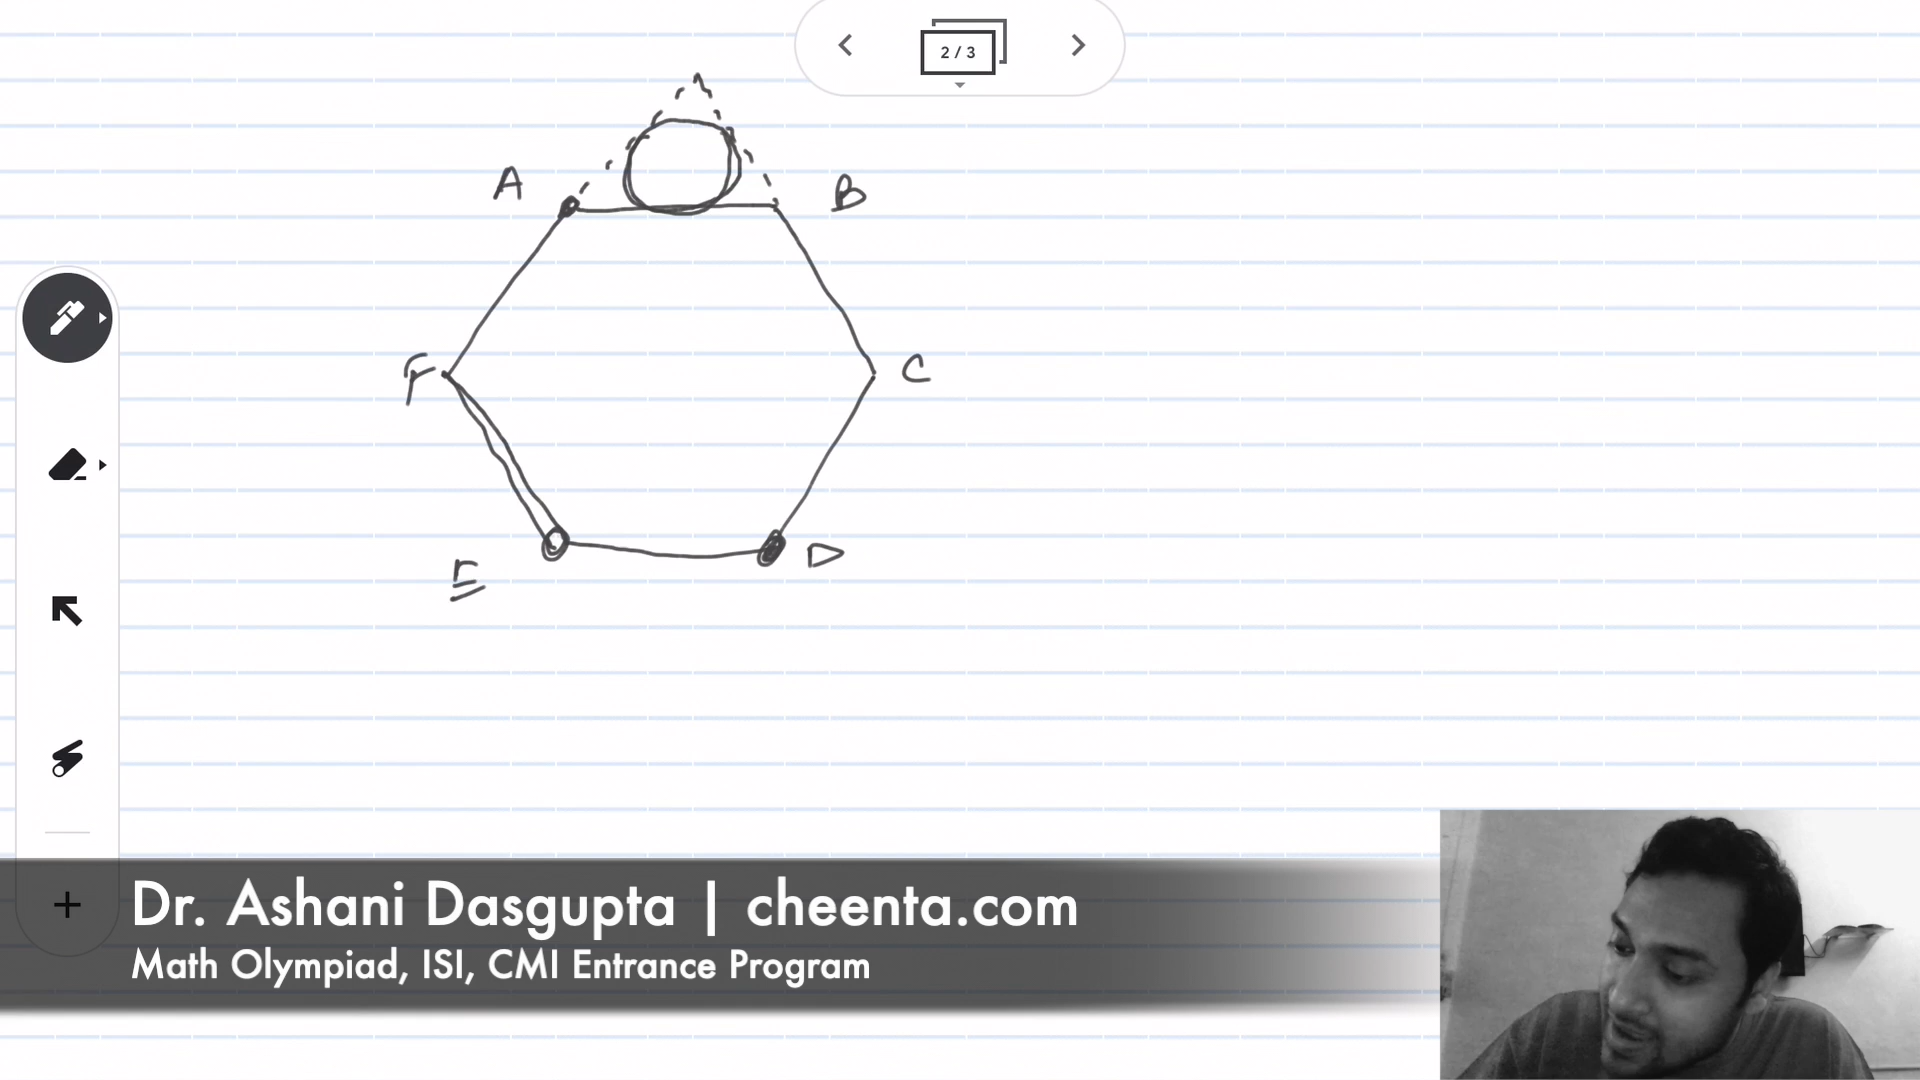 2 / 3
A
B
F
C
E
D
Dr. Ashani Dasgupta | cheenta.com
Math Olympiad, ISI, CMI Entrance Program